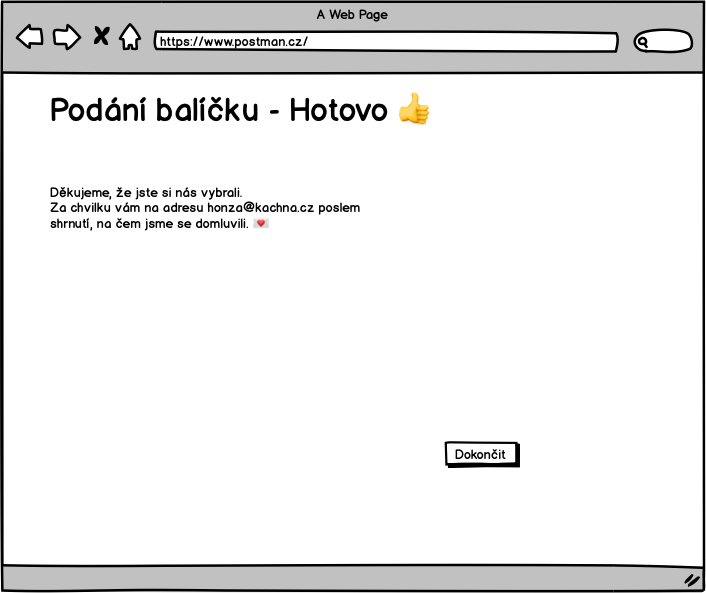 A Web Page
https://www.postman.cz/
Podání balíčku - Hotovo 👍
Děkujeme, že jste si nás vybrali.
Za chvilku vám na adresu honza@kachna.cz poslem
shrnutí, na čem jsme se domluvili. 💌
Dokončit